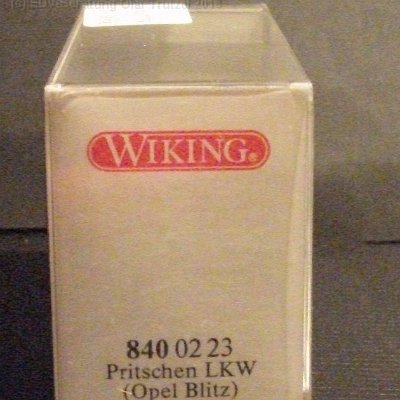 WIKING®
840 02 23
Pritschen LKW
(Opel Blitz)